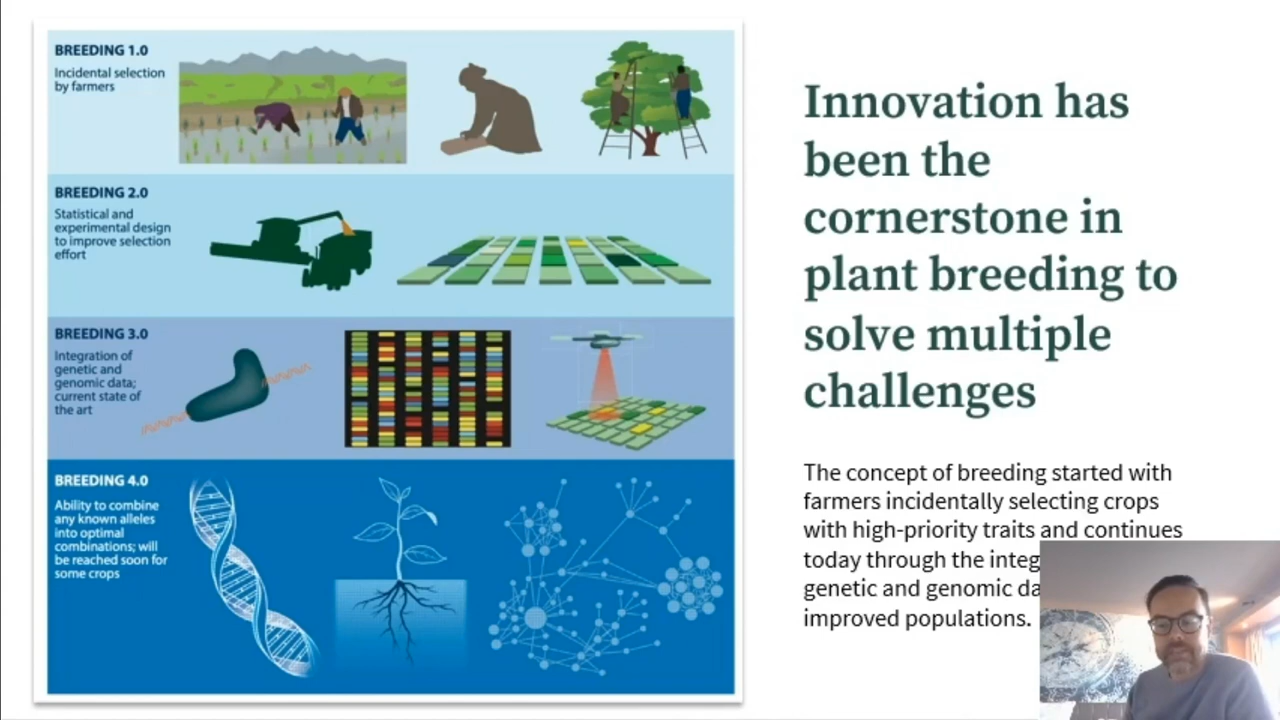 BREEDING 1.0
Incidental selection
by farmers
BREEDING 2.0
Statistical and
experimental design
to improve selection
effort
BREEDING 3.0
Integration of
genetic and
genomic data;
current state of
the art
BREEDING 4.0
Ability to combine
any known alleles
into optimal
combinations; will
be reached soon for
some crops
Innovation has
been the
cornerstone in
plant breeding to
solve multiple
challenges
The concept of breeding started with
farmers incidentally selecting crops
with high-priority traits and continues
today through the
genetic and genomic
improved populations.